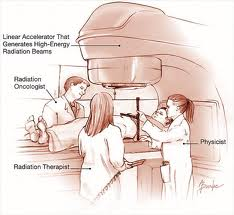 Linear Accelerator That
Generates High-Energy
Radiation Beams
Radiation
Oncologist
Physicist
Radiation Therapist